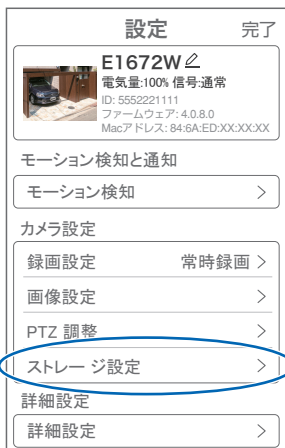 設定 完了
E1672W
電気量:100% 信号:通常
ID: 5552221111
ファームウェア: 4.0.8.0
Macアドレス: 84:6A:ED:XX:XX:XX
モーション検知と通知
モーション検知
カメラ設定
録画設定 常時録画
画像設定
PTZ 調整
ストレージ設定
詳細設定
詳細設定